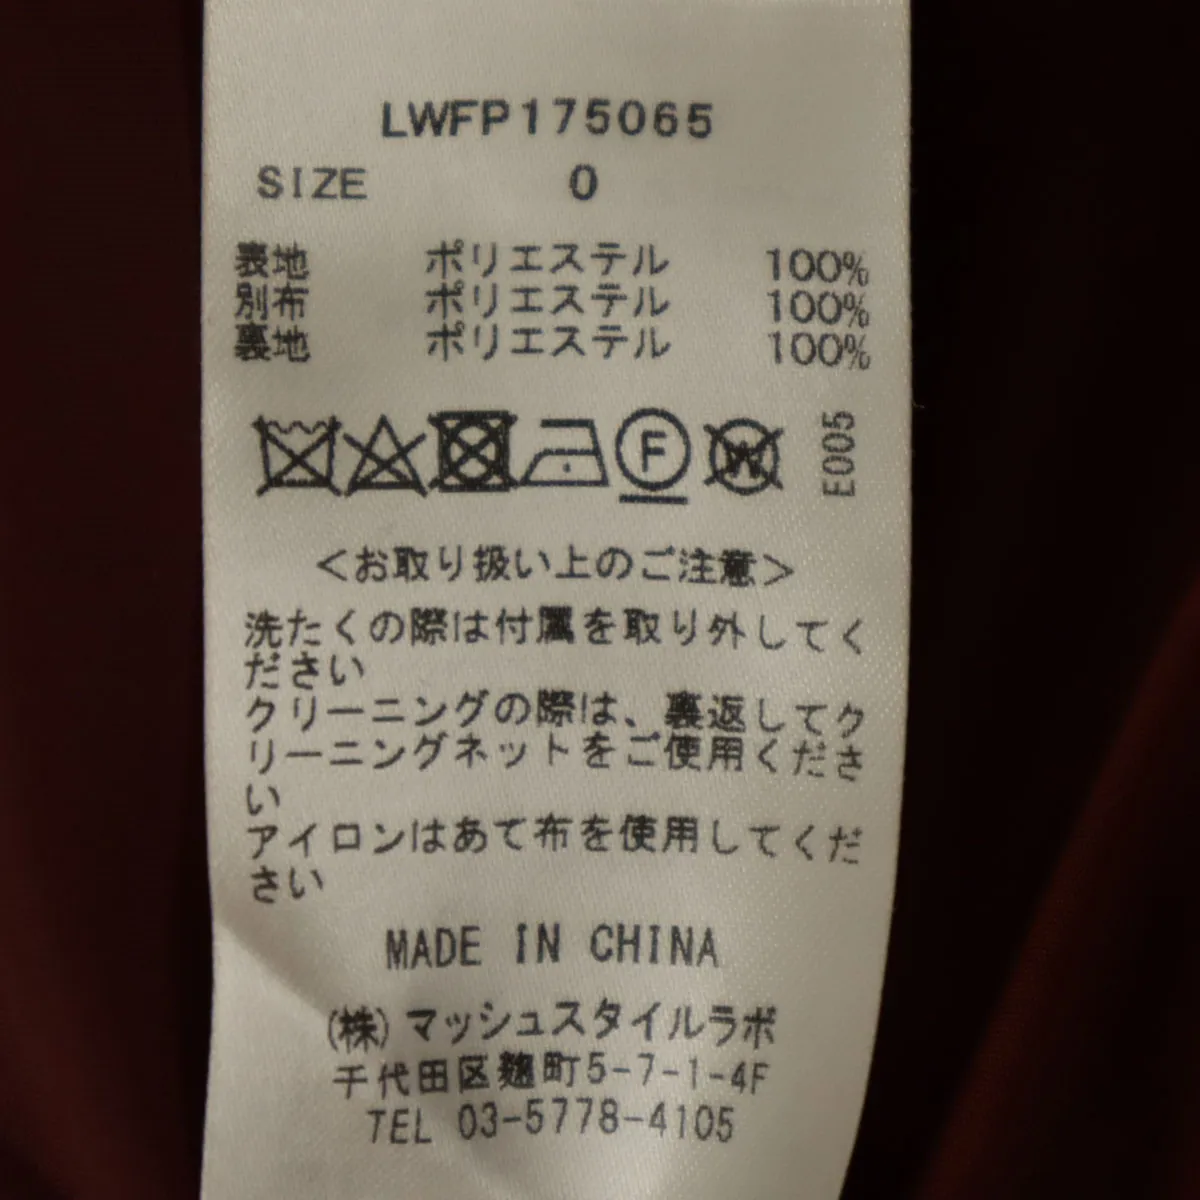 LWFP175065
SIZE 0
表地 ポリエステル 100%
別布 ポリエステル 100%
裏地 ポリエステル 100%
F W E005
<お取り扱い上のご注意>
洗たくの際は付属を取り外してく
ださい
クリーニングの際は、裏返してク
リーニングネットをご使用くださ
い
アイロンはあて布を使用してくだ
さい
MADE IN CHINA
(株)マッシュスタイルラボ
千代田区麹町5-7-1-4F
TEL 03-5778-4105